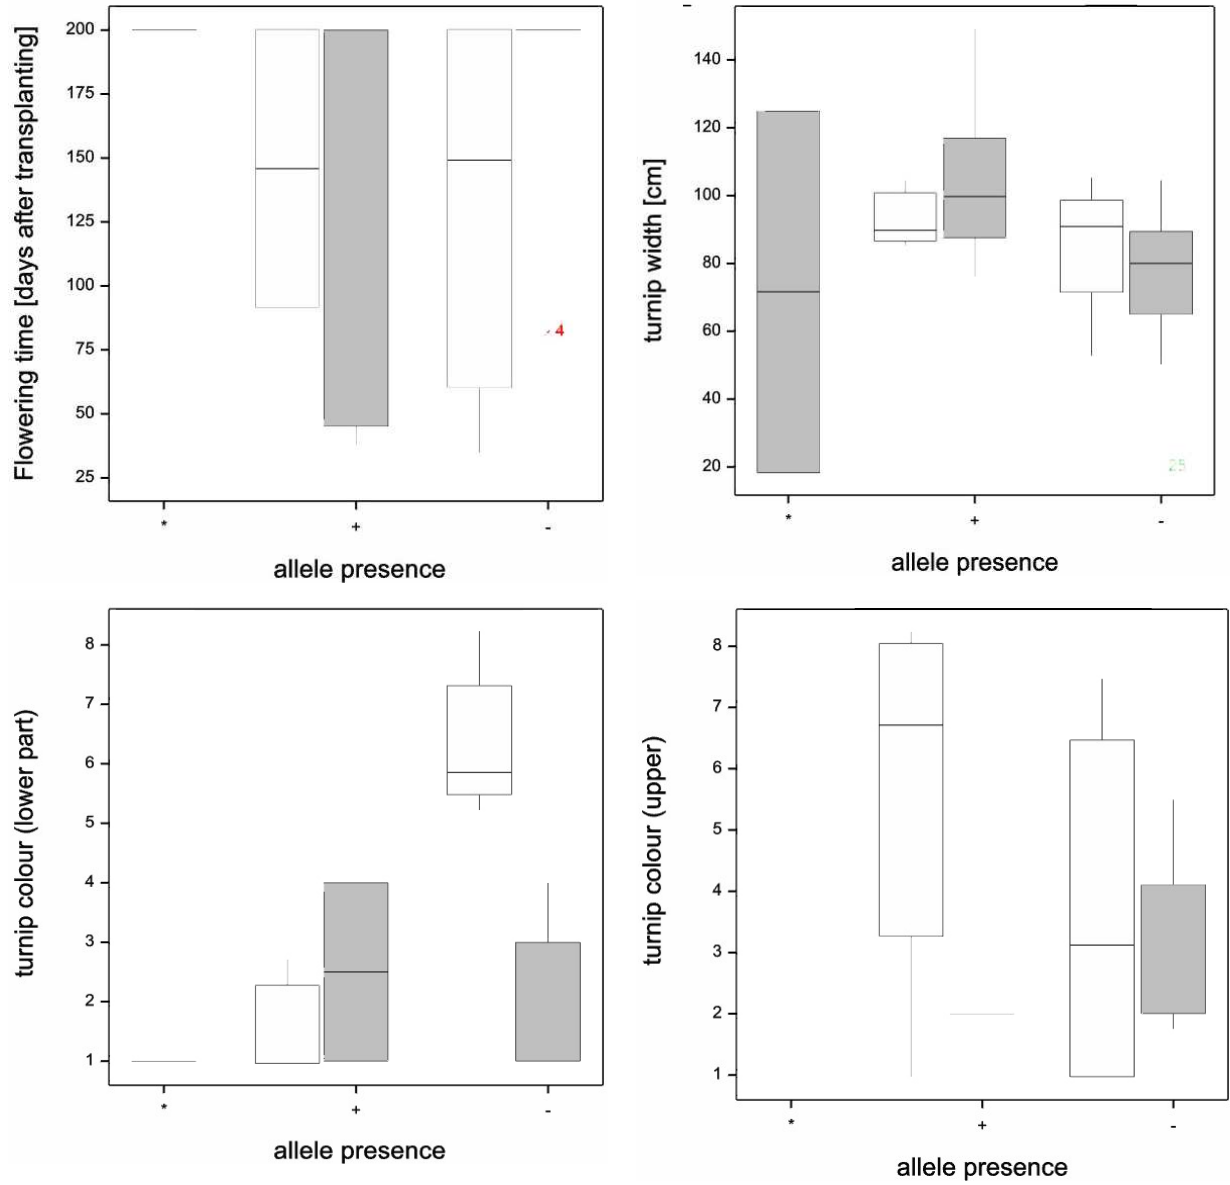 Flowering time [days after transplanting]
200
175
150
125
100
75
50
25
4
* + -
allele presence
turnip width [cm]
140
120
100
80
60
40
20
25
* + -
allele presence
turnip colour (lower part)
8
7
6
5
4
3
2
1
* + -
allele presence
turnip colour (upper)
8
7
6
5
4
3
2
1
* + -
allele presence